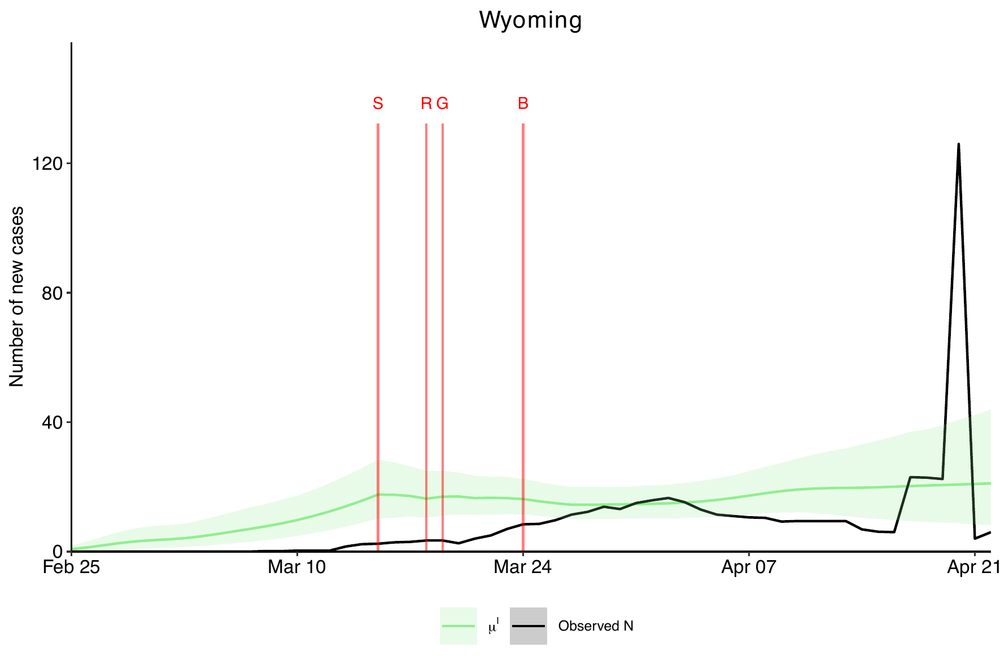 Wyoming
S R G B
Number of new cases
120
80
40
0
Feb 25 Mar 10 Mar 24 Apr 07 Apr 21
μᴵ Observed N